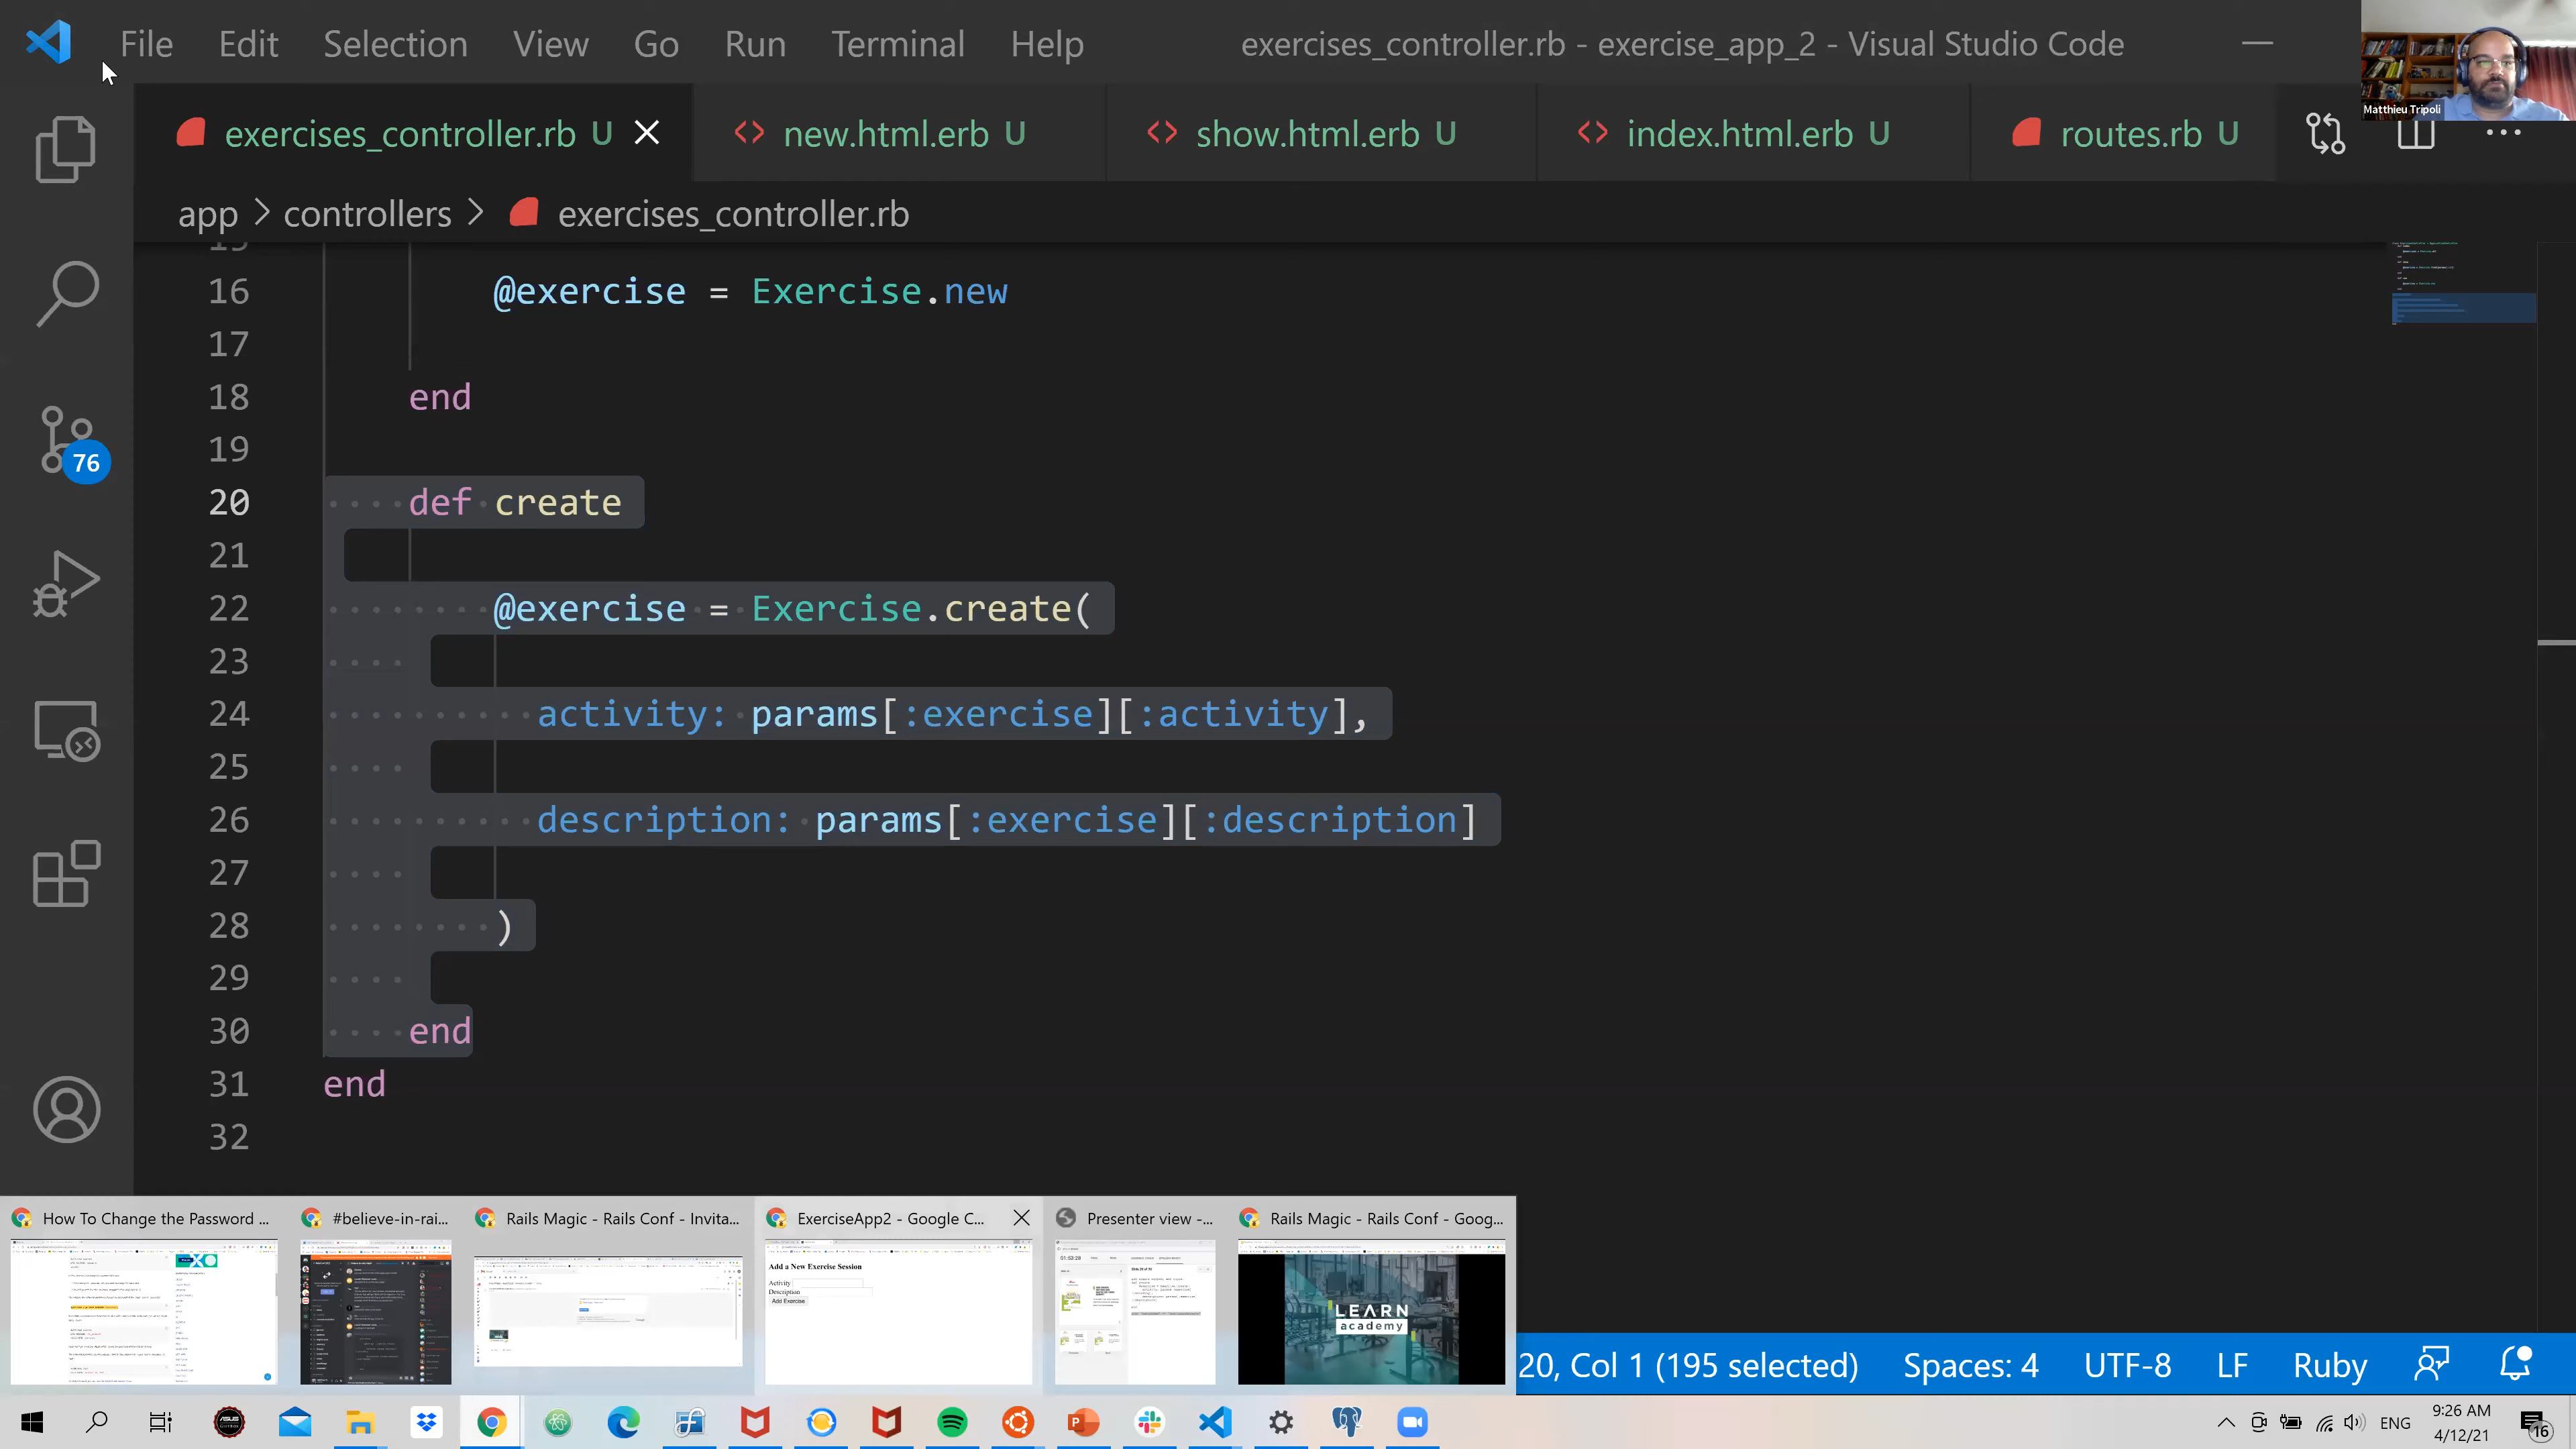 File Edit Selection View Go Run Terminal Help exercises_controller.rb - exercise_app_2 - Visual Studio Code
Matthieu Tripoli
exercises_controller.rb U new.html.erb U show.html.erb U index.html.erb U routes.rb U
app > controllers > exercises_controller.rb
16 @exercise = Exercise.new
17
18 end
19
20 def create
21
22 @exercise = Exercise.create(
23
24 activity: params[:exercise][:activity],
25
26 description: params[:exercise][:description]
27
28 )
29
30 end
31 end
32
76
How To Change the Password ... #believe-in-rai... Rails Magic - Rails Conf - Invita... ExerciseApp2 - Google C... Presenter view -... Rails Magic - Rails Conf - Goog...
Add a New Exercise Session
Activity
Description
Add Exercise
LEARN
academy
20, Col 1 (195 selected) Spaces: 4 UTF-8 LF Ruby
ENG 9:26 AM
4/12/21
16